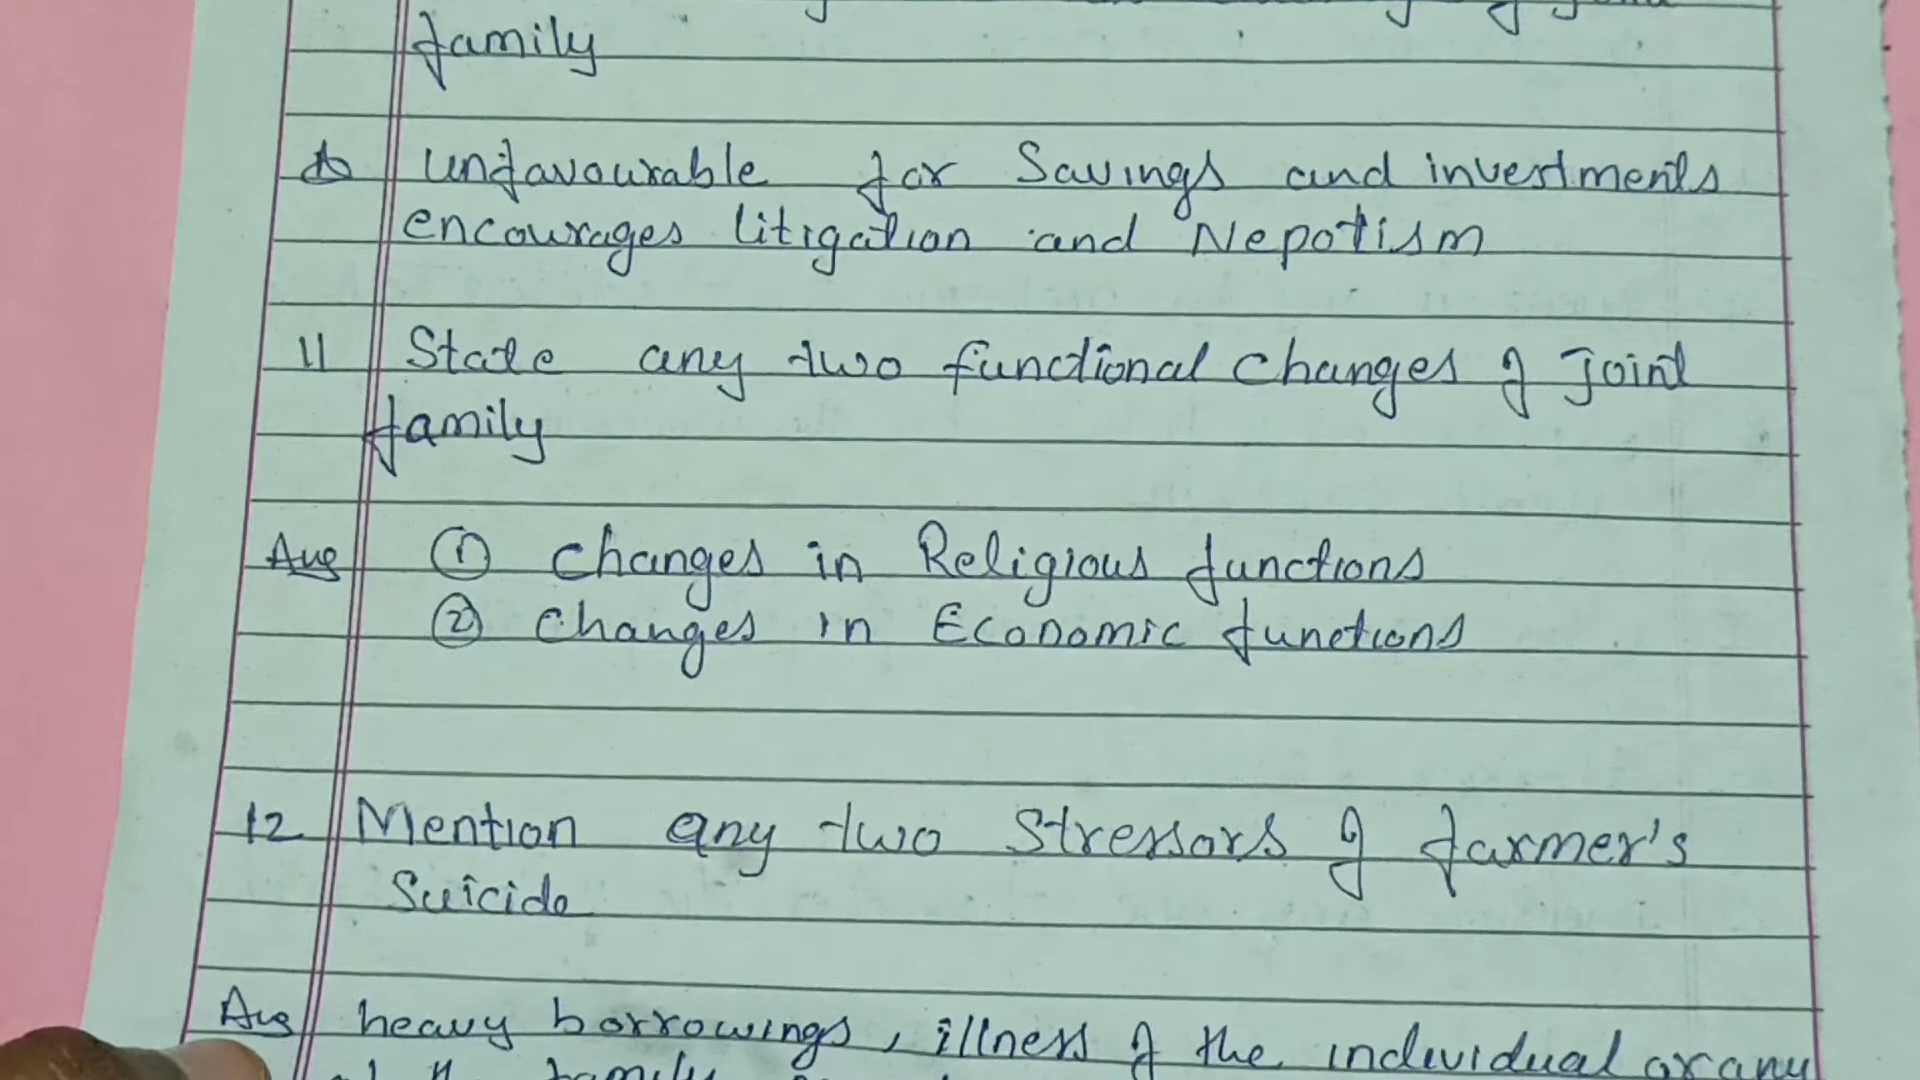 family
A unfavourable for Savings and investments
encourages litigation and Nepotism
11 State any two functional changes of Joint
family
Ans ① changes in Religious functions
② changes in Economic functions
12 Mention any two Stressors of farmer's
Suicide
Ans heavy borrowings, illness of the individual or any
family